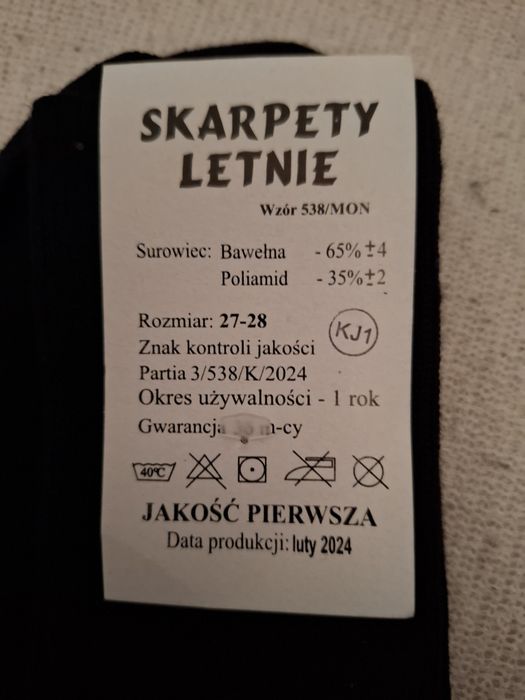 SKARPETY
LETNIE
Wzór 538/MON
Surowiec: Bawełna - 65% ±4
Poliamid - 35% ±2
Rozmiar: 27-28
KJ1
Znak kontroli jakości
Partia 3/538/K/2024
Okres używalności - 1 rok
Gwarancja m-cy
40°C
JAKOŚĆ PIERWSZA
Data produkcji: luty 2024